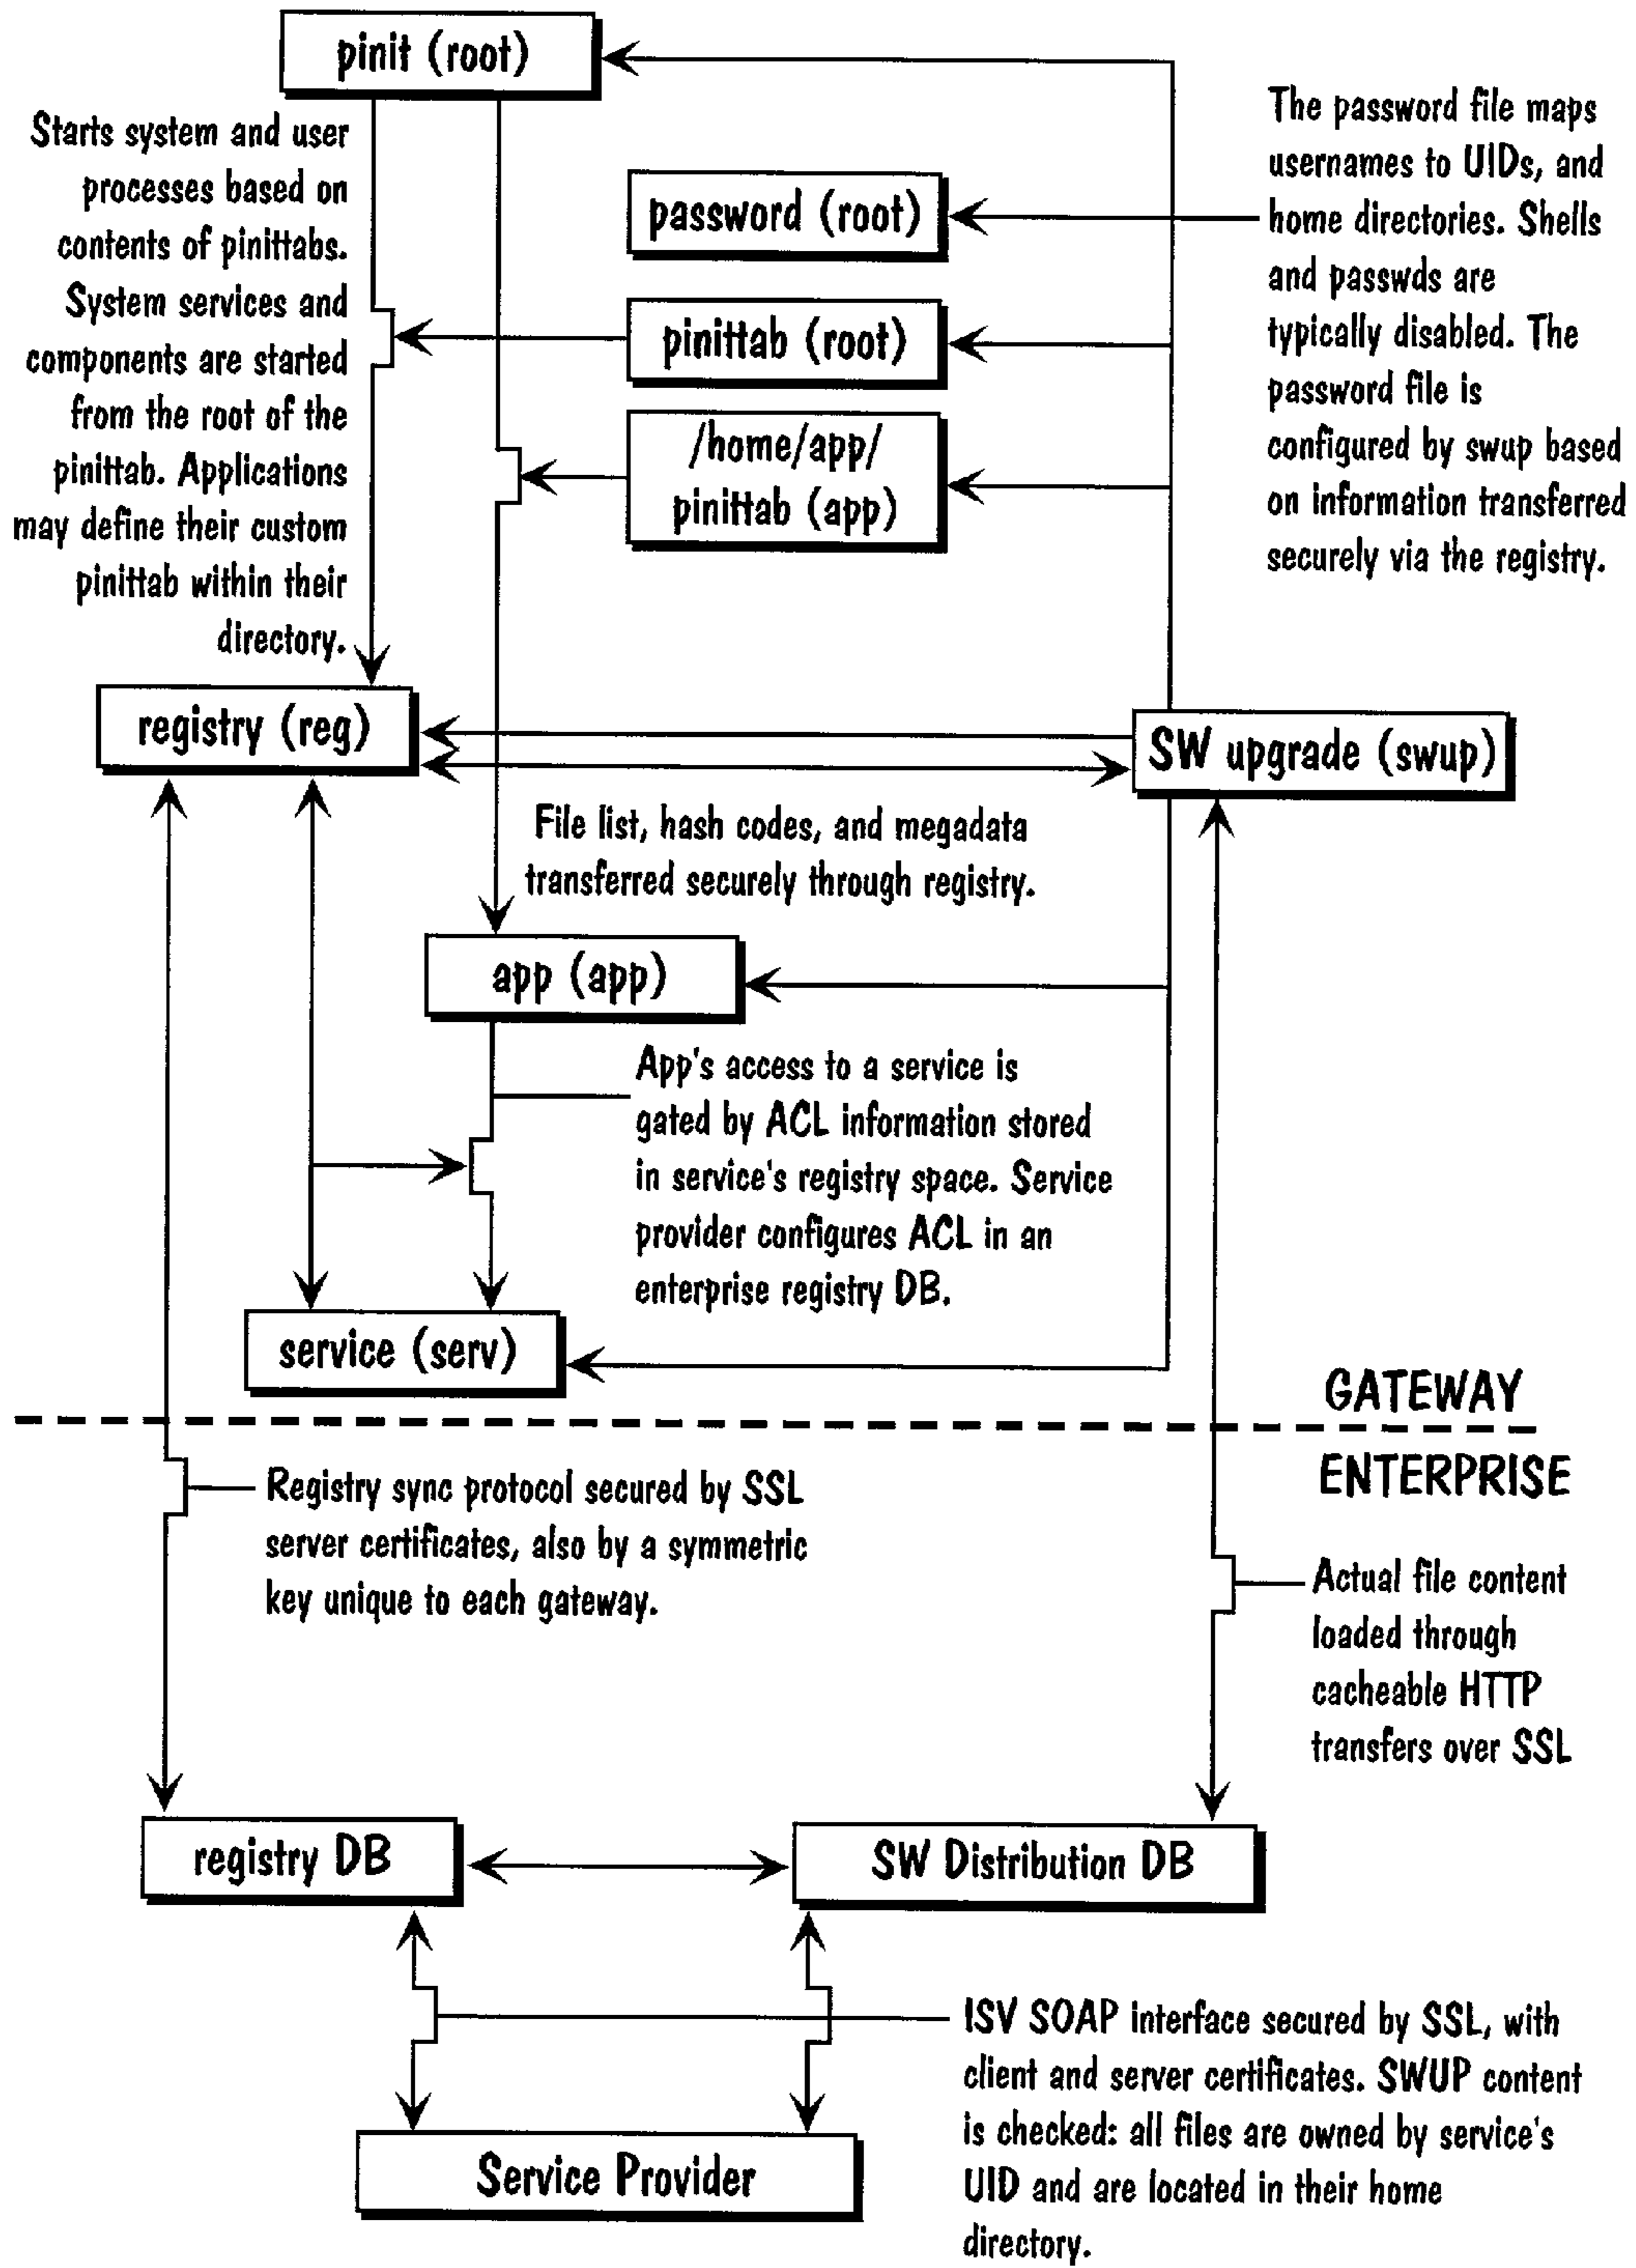 pinit (root)
Starts system and user
processes based on
contents of pinittabs.
System services and
components are started
from the root of the
pinittab. Applications
may define their custom
pinittab within their
directory.
password (root)
pinittab (root)
/home/app/
pinittab (app)
The password file maps
usernames to UIDs, and
home directories. Shells
and passwds are
typically disabled. The
password file is
configured by swup based
on information transferred
securely via the registry.
registry (reg)
SW upgrade (swup)
File list, hash codes, and megadata
transferred securely through registry.
app (app)
App's access to a service is
gated by ACL information stored
in service's registry space. Service
provider configures ACL in an
enterprise registry DB.
service (serv)
GATEWAY
ENTERPRISE
Registry sync protocol secured by SSL
server certificates, also by a symmetric
key unique to each gateway.
Actual file content
loaded through
cacheable HTTP
transfers over SSL
registry DB
SW Distribution DB
ISV SOAP interface secured by SSL, with
client and server certificates. SWUP content
is checked: all files are owned by service's
UID and are located in their home
directory.
Service Provider